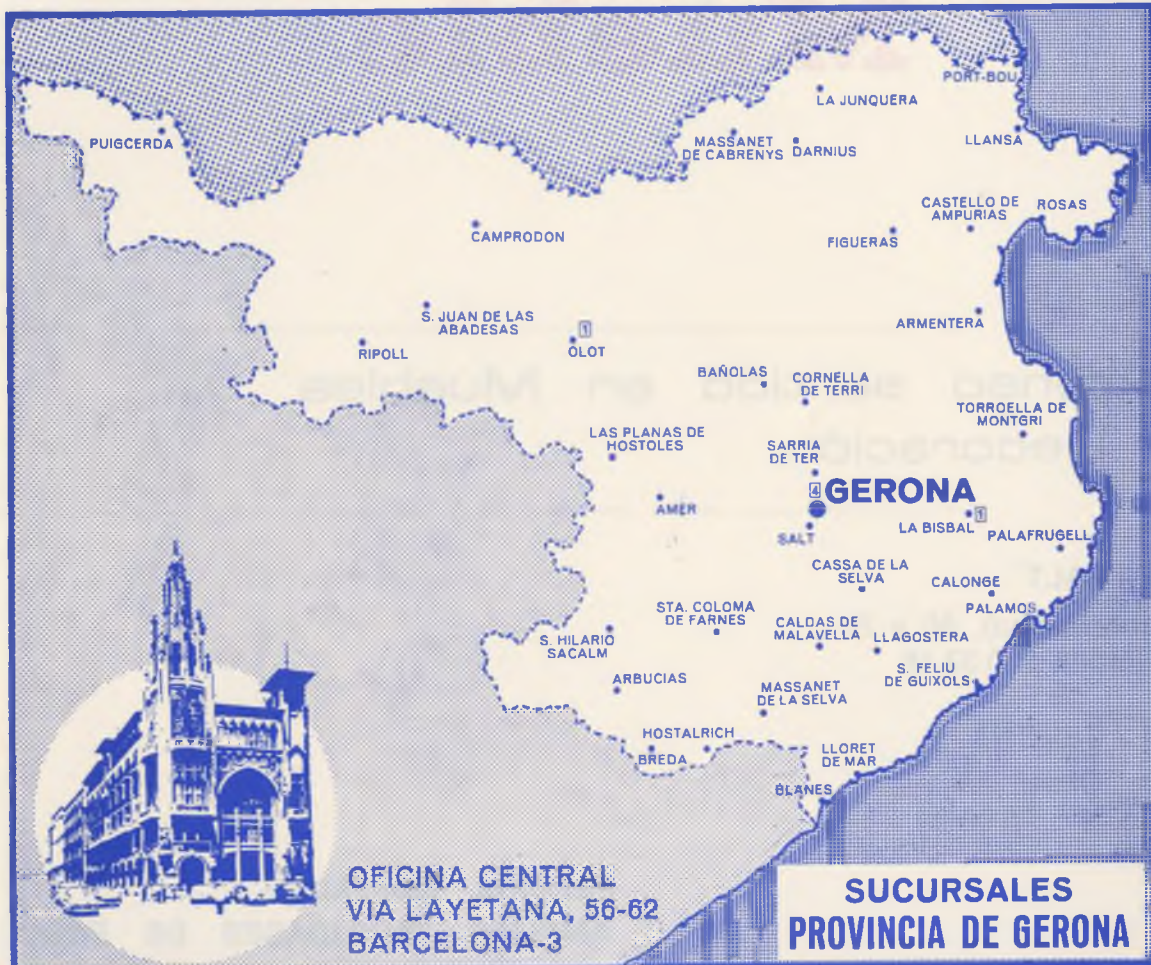 PORT-BOU
LA JUNQUERA
PUIGCERDA
MASSANET
DE CABRENYS
DARNIUS
LLANSA
CASTELLO DE
AMPURIAS
ROSAS
CAMPRODON
FIGUERAS
S. JUAN DE LAS
ABADESAS
ARMENTERA
1
RIPOLL
OLOT
BAÑOLAS
CORNELLA
DE TERRI
TORROELLA DE
MONTGRI
LAS PLANAS DE
HOSTOLES
SARRIA
DE TER
4 GERONA
AMER
SALT
LA BISBAL 1
PALAFRUGELL
CASSA DE LA
SELVA
CALONGE
PALAMOS
STA. COLOMA
DE FARNES
CALDAS DE
MALAVELLA
LLAGOSTERA
S. HILARIO
SACALM
S. FELIU
DE GUIXOLS
ARBUCIAS
MASSANET
DE LA SELVA
HOSTALRICH
BREDA
LLORET
DE MAR
BLANES
OFICINA CENTRAL
VIA LAYETANA, 56-62
BARCELONA-3
SUCURSALES
PROVINCIA DE GERONA